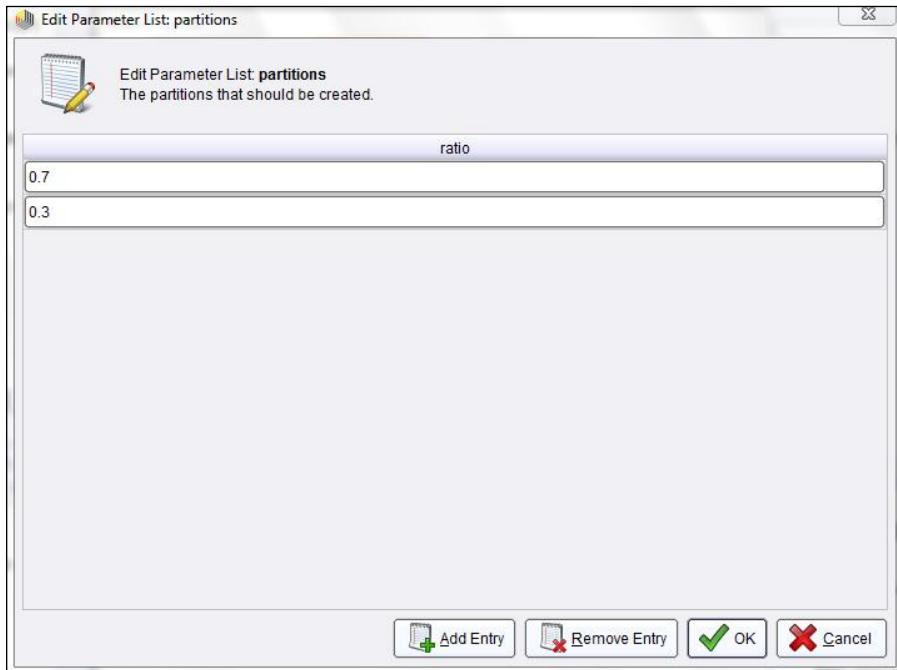 Edit Parameter List: partitions
Edit Parameter List: partitions
The partitions that should be created.
ratio
0.7
0.3
Add Entry Remove Entry OK Cancel